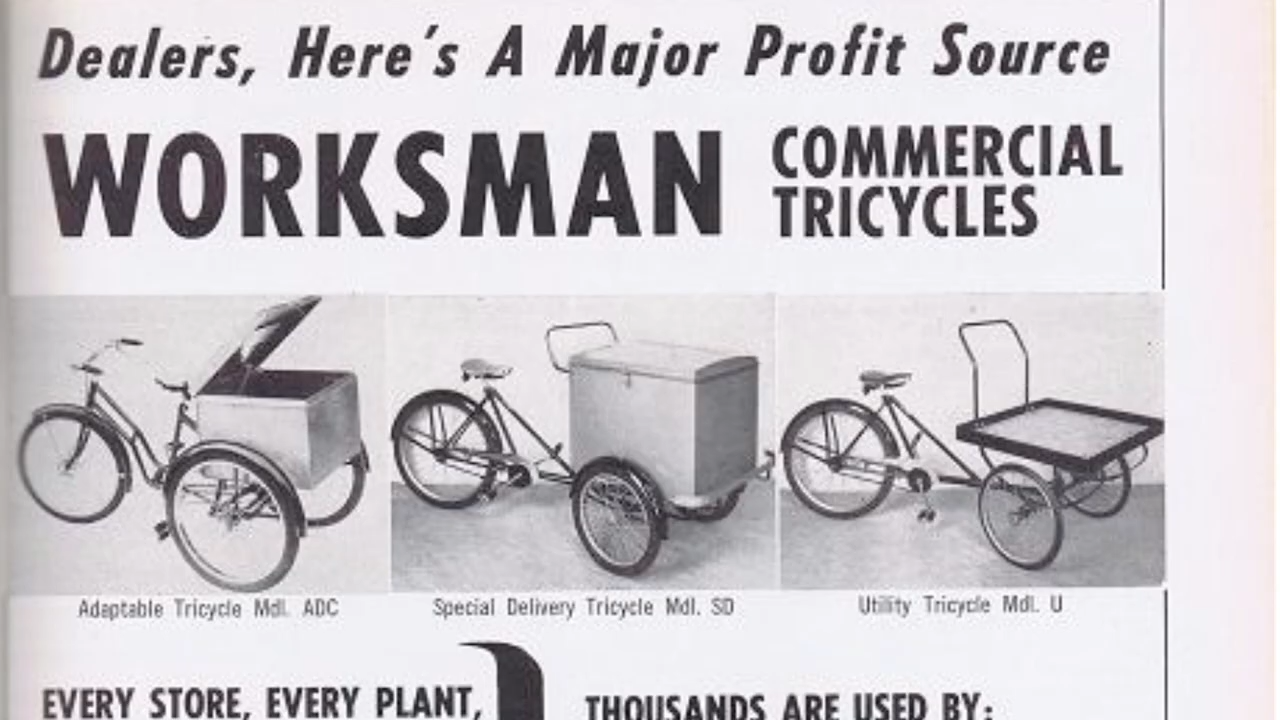 Dealers, Here's A Major Profit Source
WORKSMAN COMMERCIAL
TRICYCLES
Adaptable Tricycle Mdl. ADC
Special Delivery Tricycle Mdl. SD
Utility Tricycle Mdl. U
EVERY STORE, EVERY PLANT,
THOUSANDS ARE USED BY: